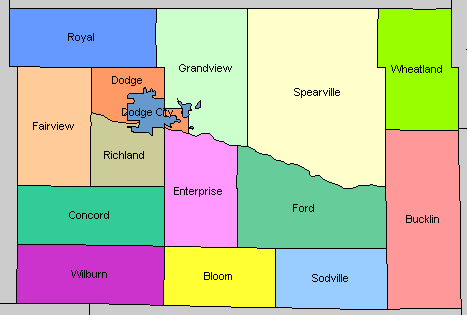 Royal
Grandview
Wheatland
Dodge
Spearville
Dodge City
Fairview
Richland
Enterprise
Ford
Concord
Bucklin
Wilburn
Bloom
Sodville